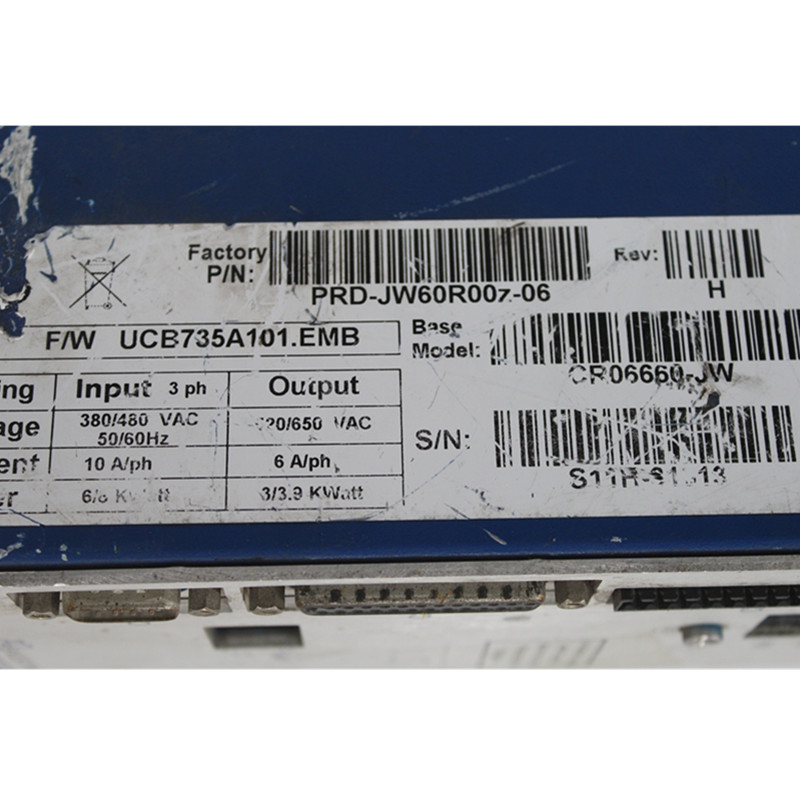 Factory P/N:
PRD-JW60R00z-06
Rev:
H
F/W UCB735A101.EMB
Base Model:
CR06660-JW
Input 3 ph
Output
380/480 VAC
50/60Hz
VAC
10 A/ph
6 A/ph
3/3.9 KWatt
S/N: